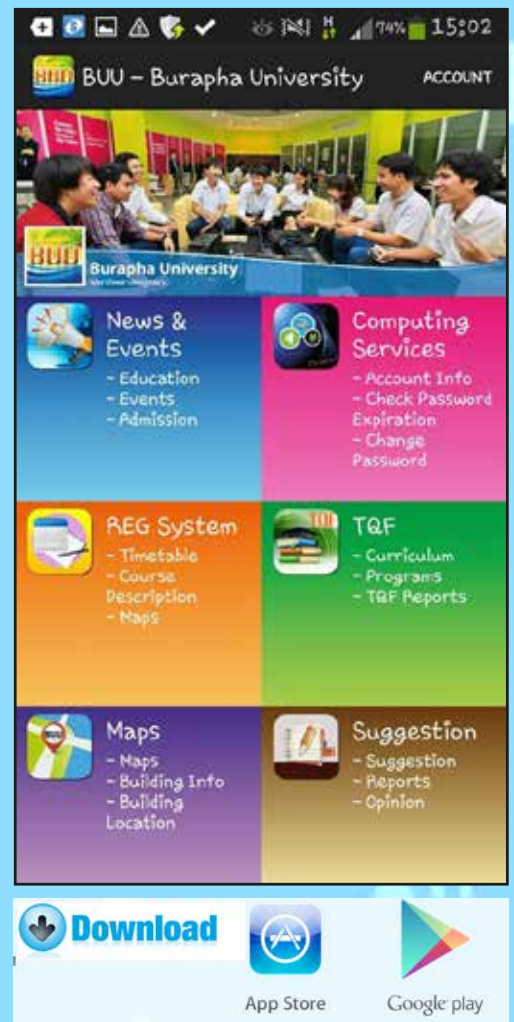 74% 15:02
BUU – Burapha University ACCOUNT
BUU
Burapha University
News &
Events
- Education
- Events
- Admission
Computing
Services
- Account Info
- Check Password
Expiration
- Change
Password
REG System
- Timetable
- Course
Description
- Maps
TQF
- Curriculum
- Programs
- TQF Reports
Maps
- Maps
- Building Info
- Building
Location
Suggestion
- Suggestion
- Reports
- Opinion
Download
App Store
Google play